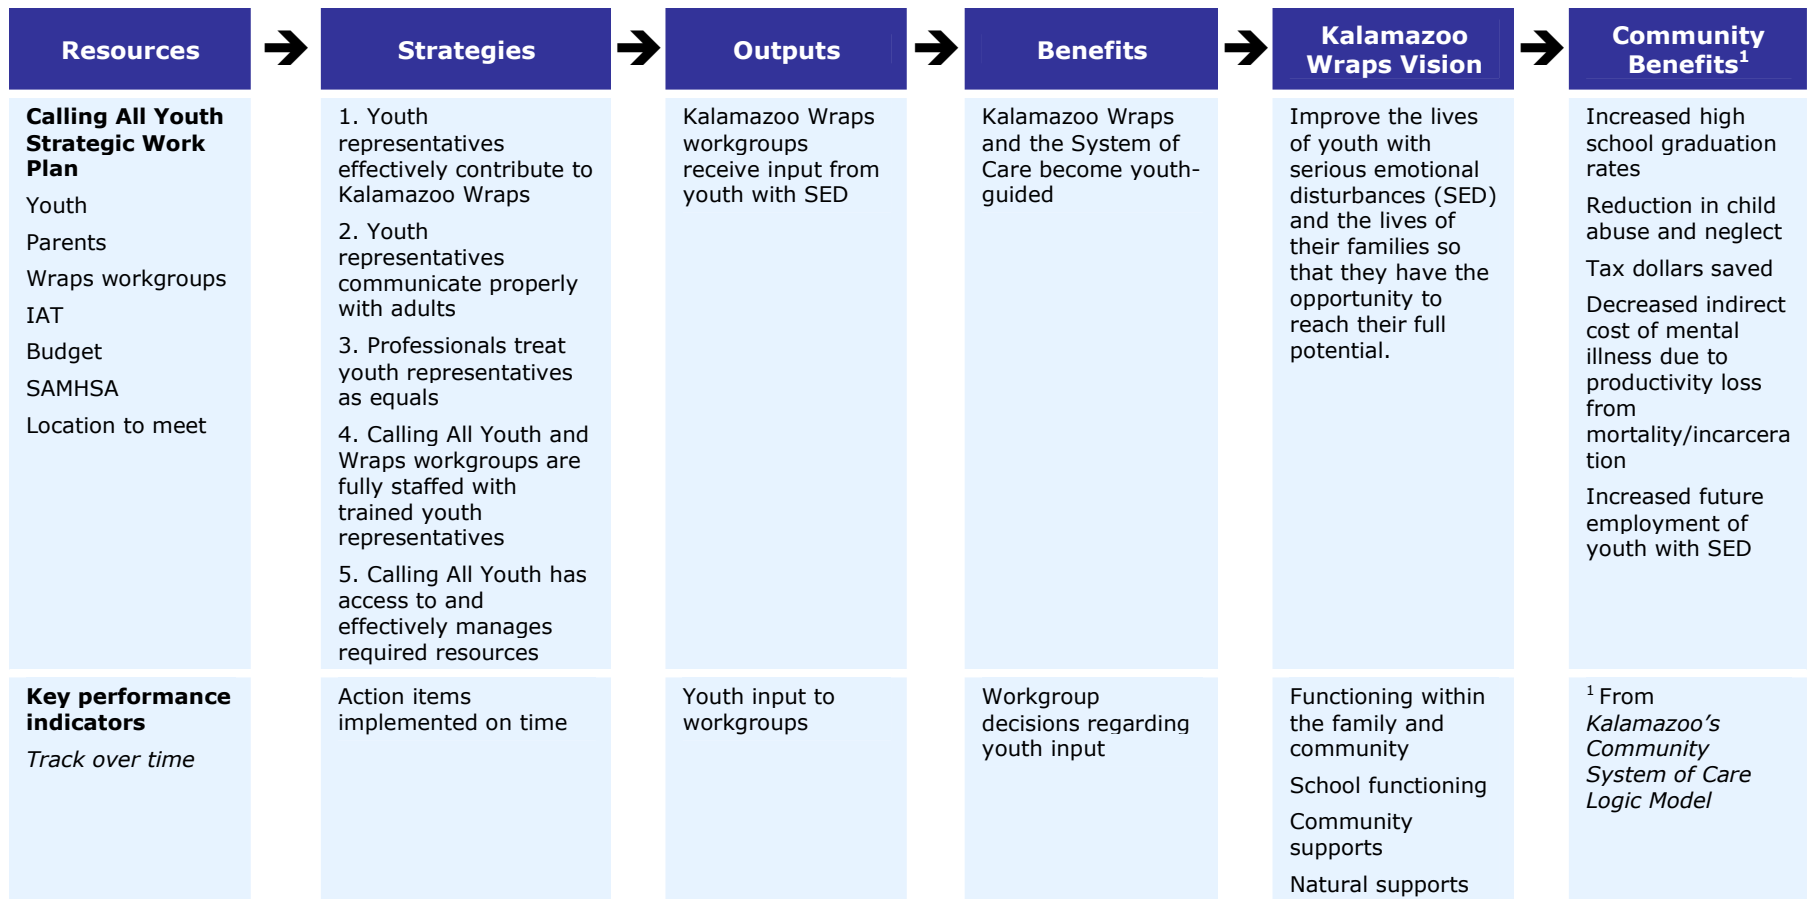 Resources
Strategies
Outputs
Benefits
Kalamazoo
Wraps Vision
Community
Benefits1
Calling All Youth
Strategic Work
Plan
Youth
Parents
Wraps workgroups
IAT
Budget
SAMHSA
Location to meet
1. Youth
representatives
effectively contribute to
Kalamazoo Wraps
2. Youth
representatives
communicate properly
with adults
3. Professionals treat
youth representatives
as equals
4. Calling All Youth and
Wraps workgroups are
fully staffed with
trained youth
representatives
5. Calling All Youth has
access to and
effectively manages
required resources
Kalamazoo Wraps
workgroups
receive input from
youth with SED
Kalamazoo Wraps
and the System of
Care become youth-
guided
Improve the lives
of youth with
serious emotional
disturbances (SED)
and the lives of
their families so
that they have the
opportunity to
reach their full
potential.
Increased high
school graduation
rates
Reduction in child
abuse and neglect
Tax dollars saved
Decreased indirect
cost of mental
illness due to
productivity loss
from
mortality/incarcera
tion
Increased future
employment of
youth with SED
Key performance
indicators
Track over time
Action items
implemented on time
Youth input to
workgroups
Workgroup
decisions regarding
youth input
Functioning within
the family and
community
School functioning
Community
supports
Natural supports
1 From
Kalamazoo's
Community
System of Care
Logic Model